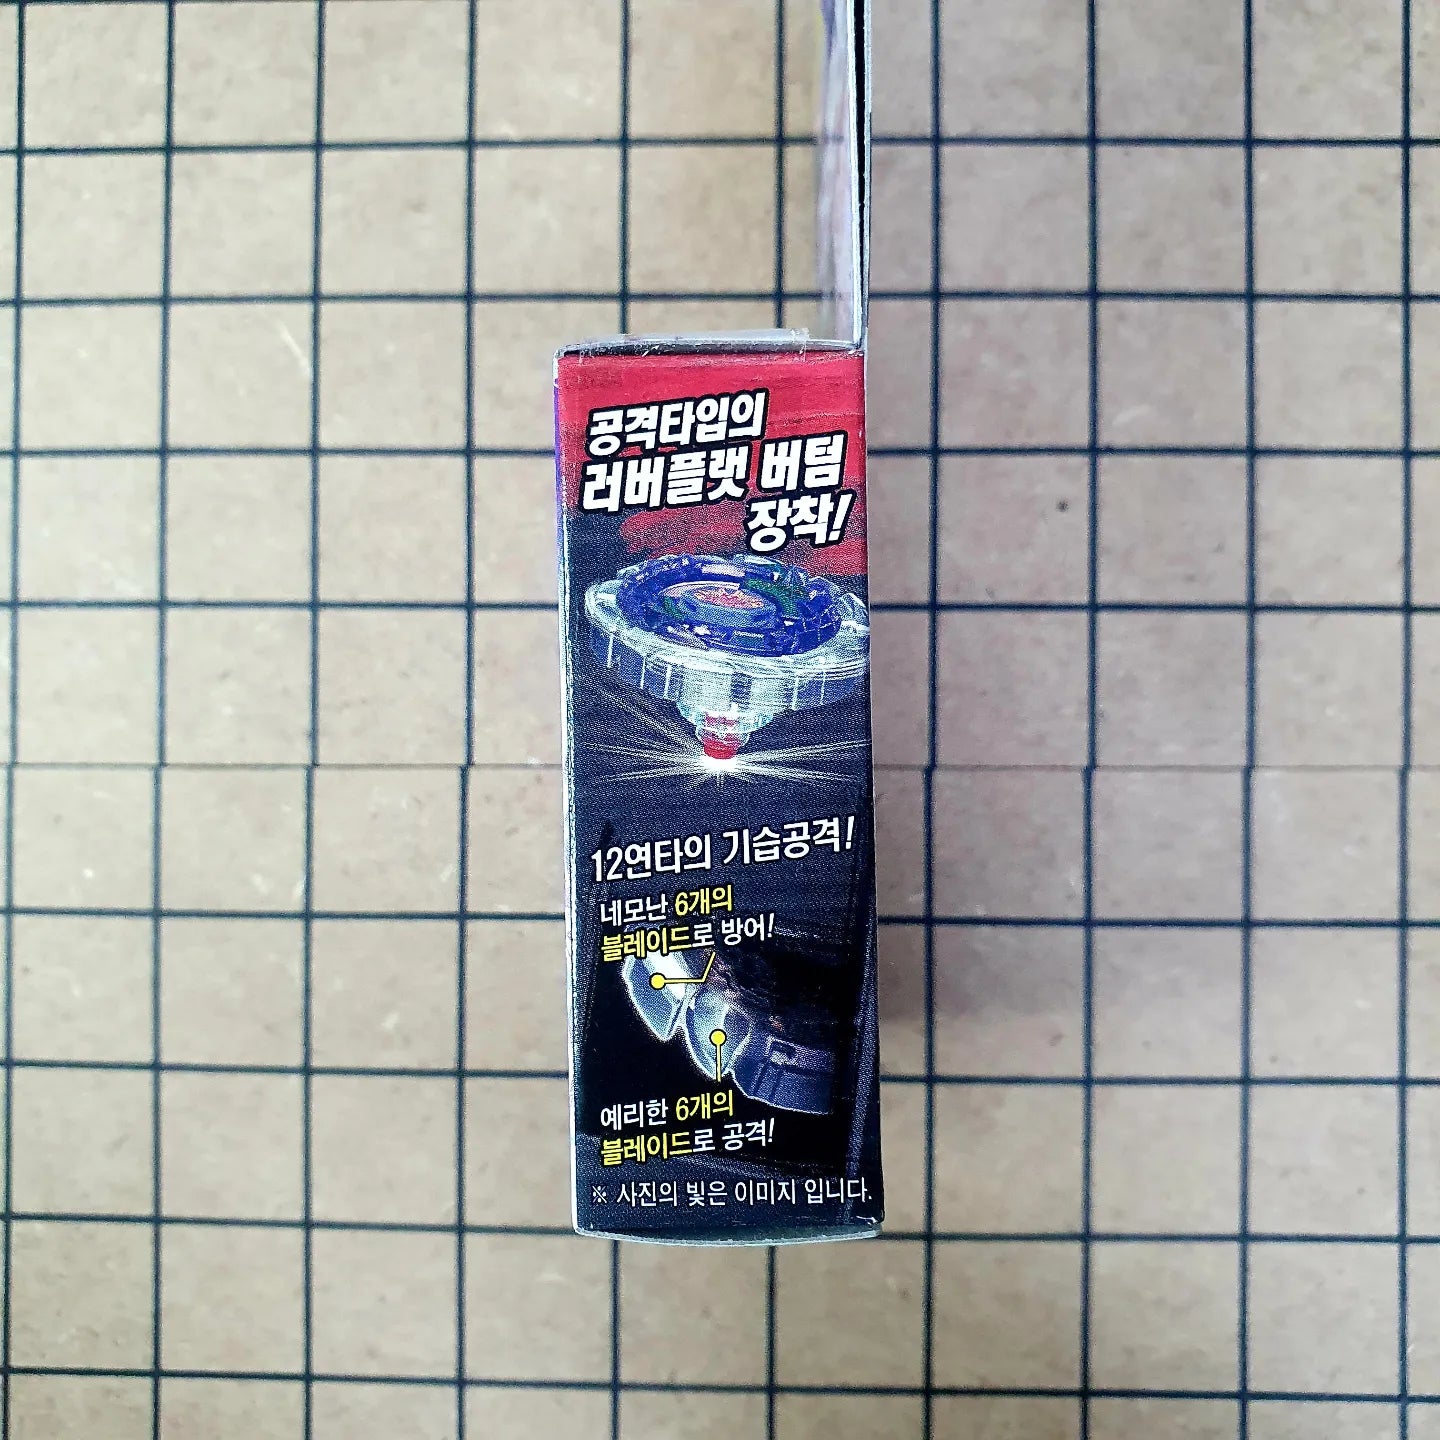 공격타입의
러버플랫 버텀
장착!
12연타의 기습공격!
네모난 6개의
블레이드로 방어!
예리한 6개의
블레이드로 공격!
※ 사진의 빛은 이미지 입니다.